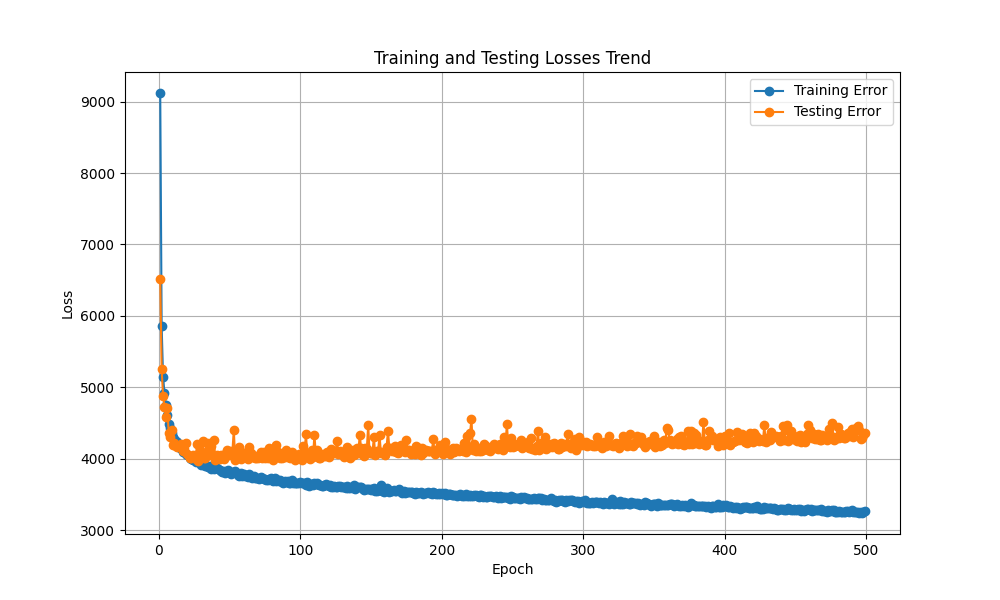 Training and Testing Losses Trend
Training Error
Testing Error
9000
8000
7000
6000
5000
4000
3000
Loss
0
100
200
300
400
500
Epoch